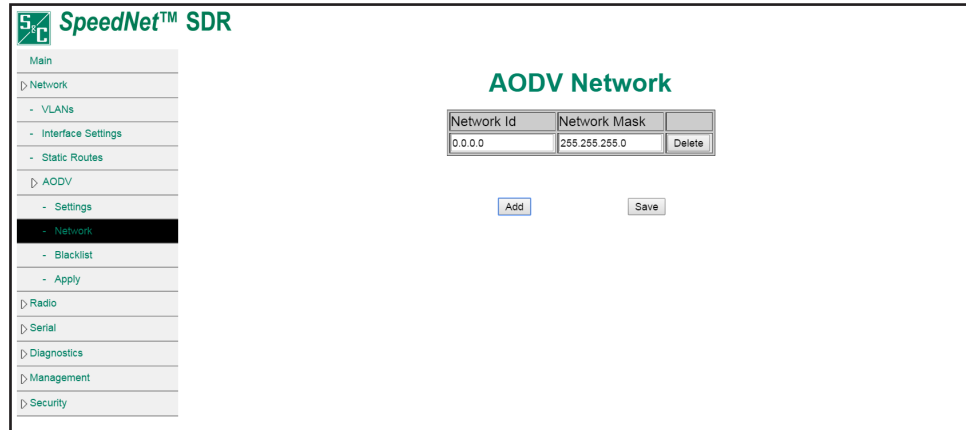 S&C SpeedNet™ SDR
Main
Network
- VLANs
- Interface Settings
- Static Routes
AODV
- Settings
- Network
- Blacklist
- Apply
Radio
Serial
Diagnostics
Management
Security
AODV Network
Network Id Network Mask
0.0.0.0 255.255.255.0 Delete
Add Save